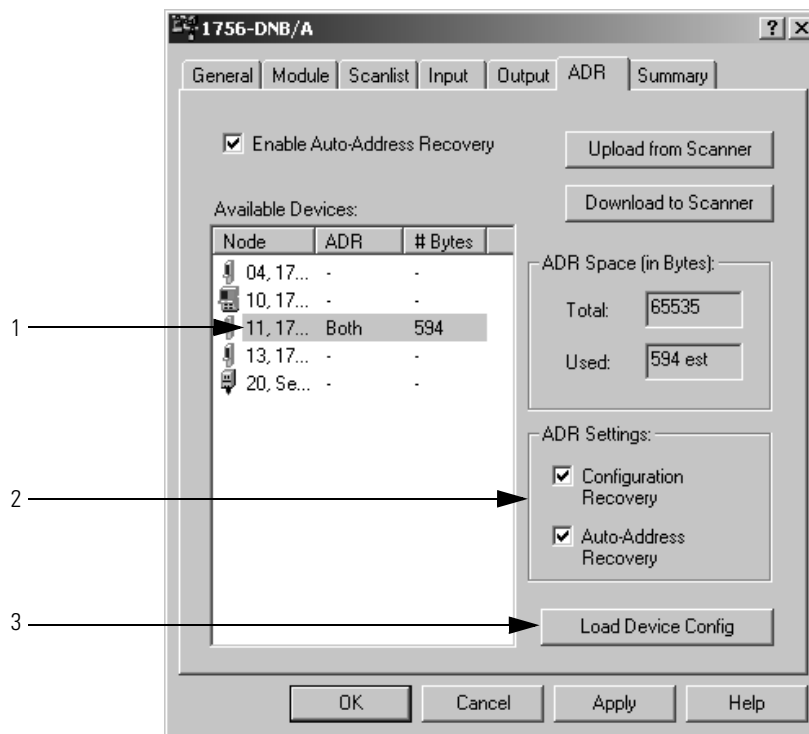 1756-DNB/A
General Module Scanlist Input Output ADR Summary
Enable Auto-Address Recovery
Upload from Scanner
Download to Scanner
Available Devices:
Node ADR # Bytes
04, 17... - -
10, 17... - -
1 11, 17... Both 594
13, 17... - -
20, Se... - -
ADR Space (in Bytes):
Total: 65535
Used: 594 est
ADR Settings:
2
Configuration
Recovery
Auto-Address
Recovery
3 Load Device Config
OK Cancel Apply Help